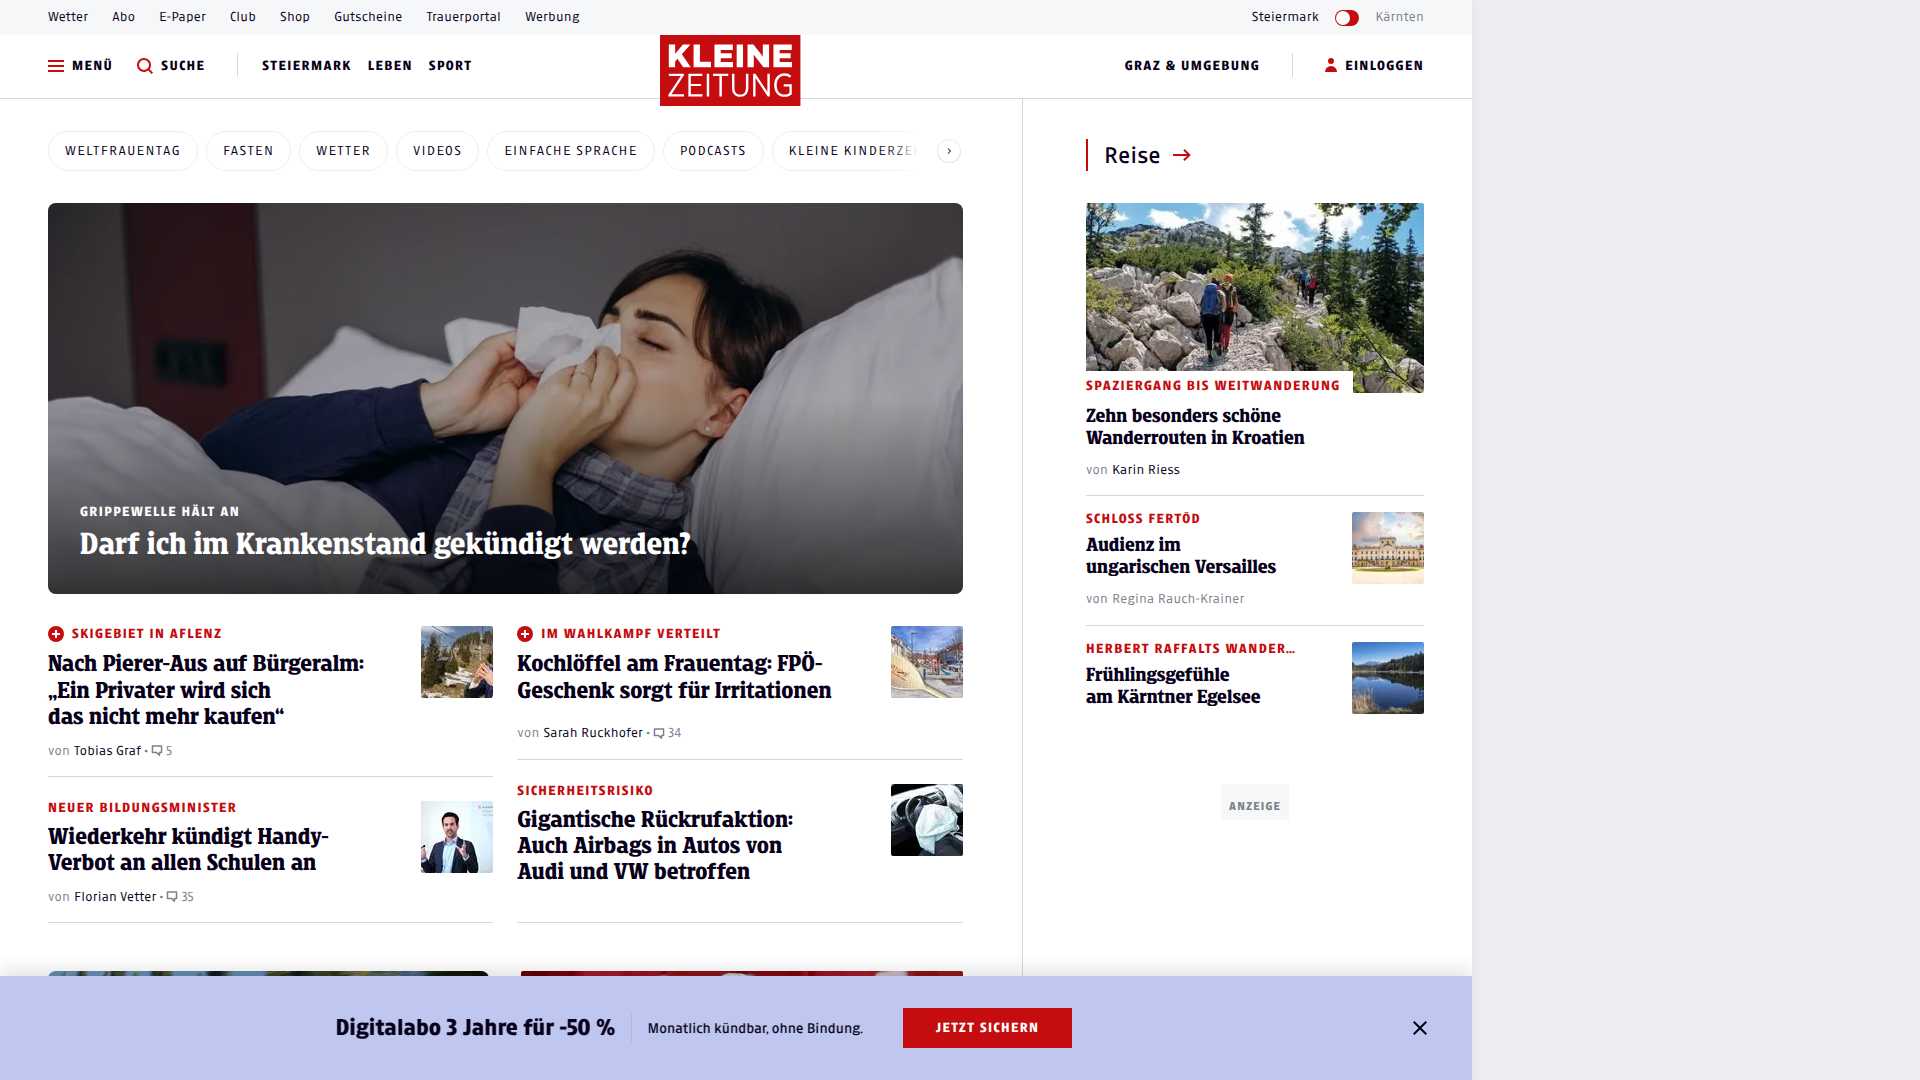 Wetter Abo E-Paper Club Shop Gutscheine Trauerportal Werbung Steiermark Kärnten
MENÜ SUCHE STEIERMARK LEBEN SPORT KLEINE ZEITUNG GRAZ & UMGEBUNG EINLOGGEN
WELTFRAUENTAG FASTEN WETTER VIDEOS EINFACHE SPRACHE PODCASTS KLEINE KINDERZE
GRIPPEWELLE HÄLT AN
Darf ich im Krankenstand gekündigt werden?
SKIGEBIET IN AFLENZ
Nach Pierer-Aus auf Bürgeralm:
„Ein Privater wird sich
das nicht mehr kaufen“
von Tobias Graf · 5
IM WAHLKAMPF VERTEILT
Kochlöffel am Frauentag: FPÖ-
Geschenk sorgt für Irritationen
von Sarah Ruckhofer · 34
NEUER BILDUNGSMINISTER
Wiederkehr kündigt Handy-
Verbot an allen Schulen an
von Florian Vetter · 35
SICHERHEITSRISIKO
Gigantische Rückrufaktion:
Auch Airbags in Autos von
Audi und VW betroffen
Reise
SPAZIERGANG BIS WEITWANDERUNG
Zehn besonders schöne
Wanderrouten in Kroatien
von Karin Riess
SCHLOSS FERTÖD
Audienz im
ungarischen Versailles
von Regina Rauch-Krainer
HERBERT RAFFALTS WANDER...
Frühlingsgefühle
am Kärntner Egelsee
ANZEIGE
Digitalabo 3 Jahre für -50 % Monatlich kündbar, ohne Bindung. JETZT SICHERN